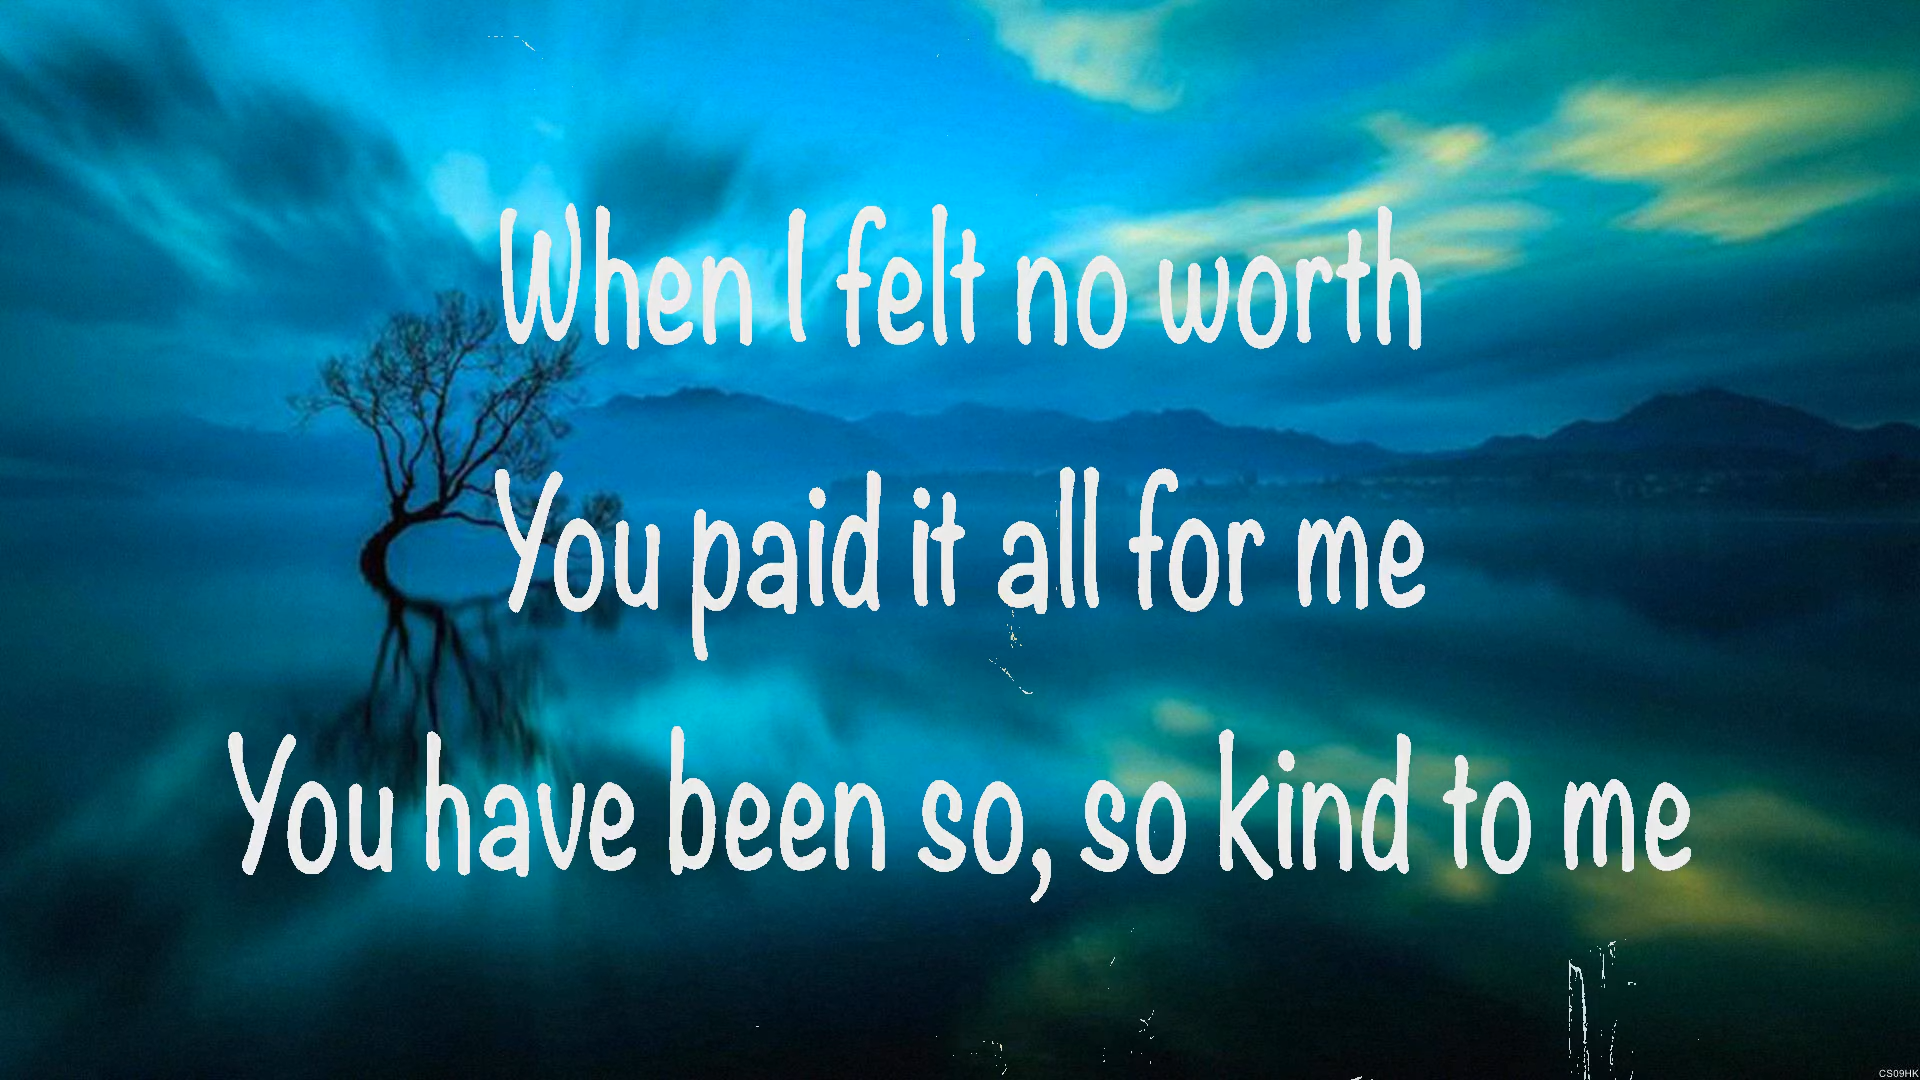 When I felt no worth
You paid it all for me
You have been so, so kind to me
CS09HK